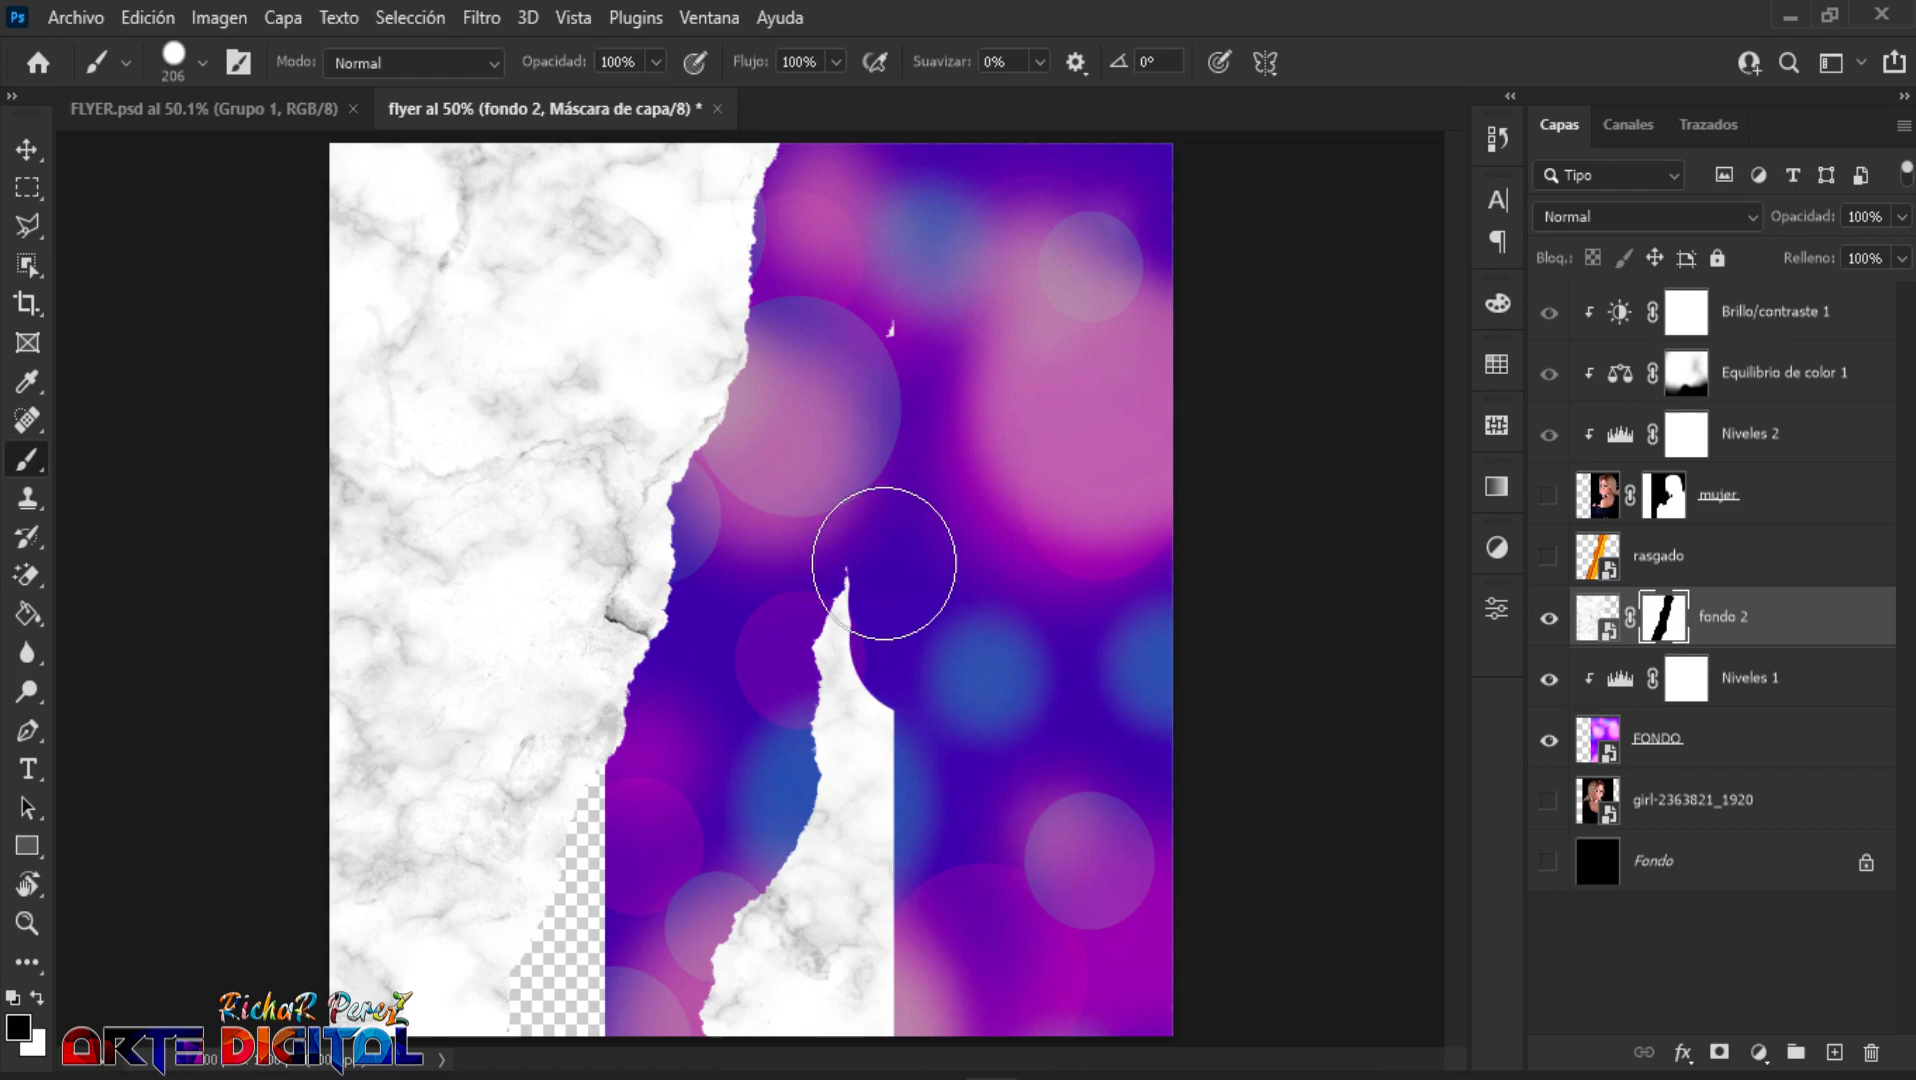 Ps Archivo Edición Imagen Capa Texto Selección Filtro 3D Vista Plugins Ventana Ayuda
206 Modo: Normal Opacidad: 100% Flujo: 100% Suavizar: 0% 0°
FLYER.psd al 50.1% (Grupo 1, RGB/8) × flyer al 50% (fondo 2, Máscara de capa/8) * ×
Capas Canales Trazados
Tipo
Normal Opacidad: 100%
Bloq.: Relleno: 100%
Brillo/contraste 1
Equilibrio de color 1
Niveles 2
mujer
rasgado
fondo 2
Niveles 1
FONDO
girl-2363821_1920
Fondo
RichaR PereZ
ARTE DIGITAL